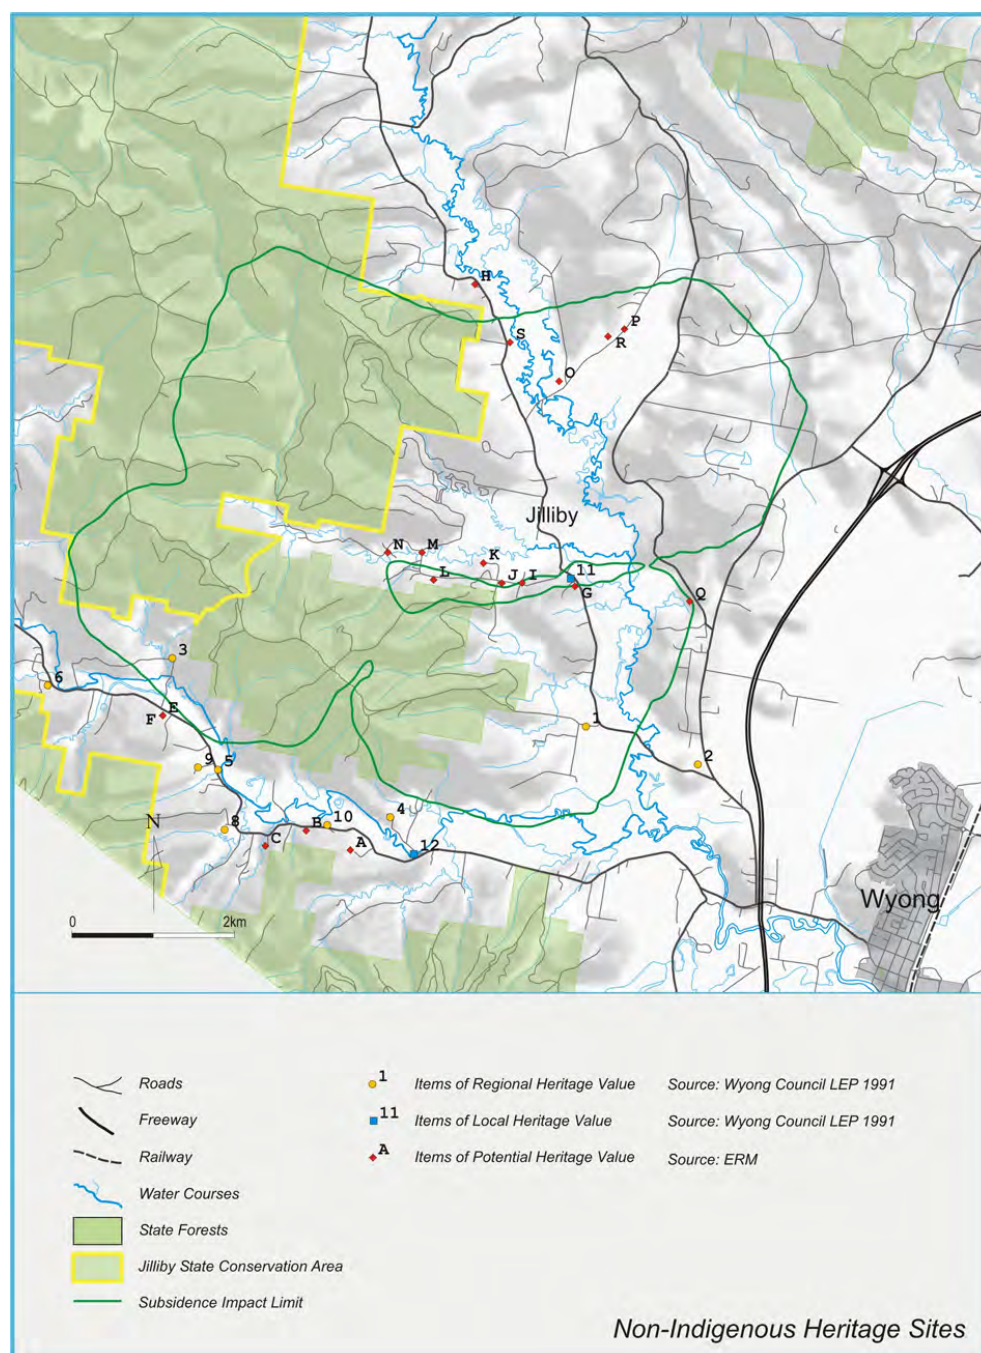 H
S
P
R
O
Jilliby
N
M
K
L
J
I
11
G
Q
3
6
E
F
1
9
5
2
N
8
B
10
4
C
A
12
Wyong
0
2km
Roads
Freeway
Railway
Water Courses
State Forests
Jilliby State Conservation Area
Subsidence Impact Limit
1 Items of Regional Heritage Value Source: Wyong Council LEP 1991
11 Items of Local Heritage Value Source: Wyong Council LEP 1991
A Items of Potential Heritage Value Source: ERM
Non-Indigenous Heritage Sites